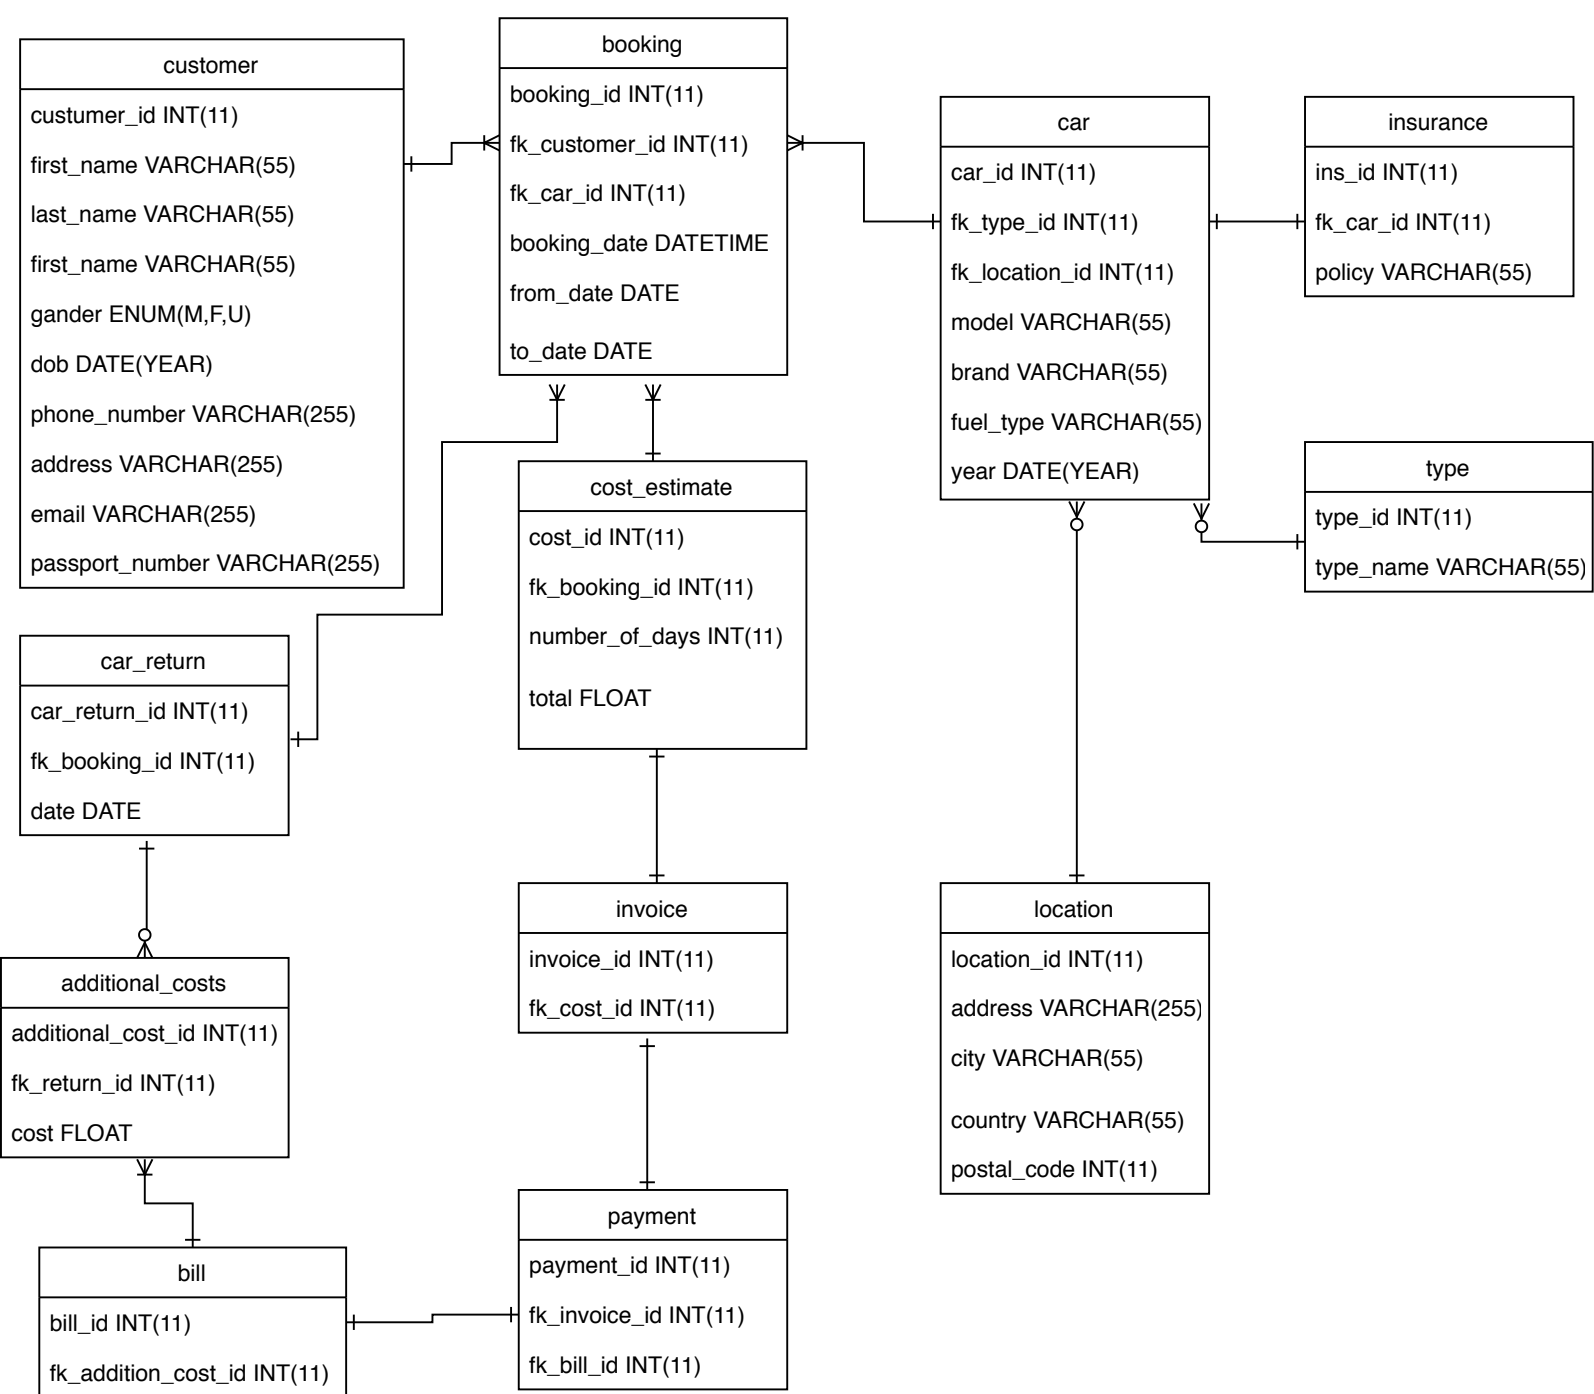 customer
custumer_id INT(11)
first_name VARCHAR(55)
last_name VARCHAR(55)
first_name VARCHAR(55)
gander ENUM(M,F,U)
dob DATE(YEAR)
phone_number VARCHAR(255)
address VARCHAR(255)
email VARCHAR(255)
passport_number VARCHAR(255)
booking
booking_id INT(11)
fk_customer_id INT(11)
fk_car_id INT(11)
booking_date DATETIME
from_date DATE
to_date DATE
car
car_id INT(11)
fk_type_id INT(11)
fk_location_id INT(11)
model VARCHAR(55)
brand VARCHAR(55)
fuel_type VARCHAR(55)
year DATE(YEAR)
insurance
ins_id INT(11)
fk_car_id INT(11)
policy VARCHAR(55)
type
type_id INT(11)
type_name VARCHAR(55)
cost_estimate
cost_id INT(11)
fk_booking_id INT(11)
number_of_days INT(11)
total FLOAT
car_return
car_return_id INT(11)
fk_booking_id INT(11)
date DATE
additional_costs
additional_cost_id INT(11)
fk_return_id INT(11)
cost FLOAT
invoice
invoice_id INT(11)
fk_cost_id INT(11)
location
location_id INT(11)
address VARCHAR(255)
city VARCHAR(55)
country VARCHAR(55)
postal_code INT(11)
bill
bill_id INT(11)
fk_addition_cost_id INT(11)
payment
payment_id INT(11)
fk_invoice_id INT(11)
fk_bill_id INT(11)